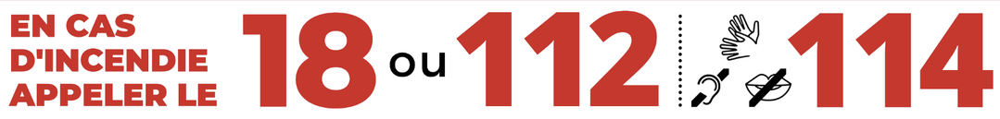 EN CAS
D'INCENDIE
APPELER LE
18 ou 112 114